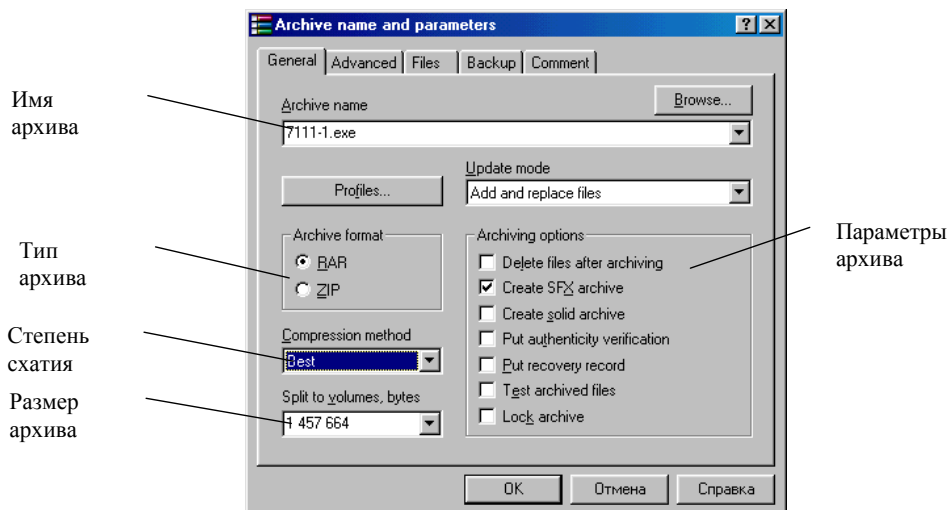 Archive name and parameters
General Advanced Files Backup Comment
Имя
архива
Archive name
Browse...
7111-1.exe
Profiles...
Update mode
Add and replace files
Тип
архива
Archive format
RAR
ZIP
Archiving options
Delete files after archiving
Create SFX archive
Create solid archive
Put authenticity verification
Put recovery record
Test archived files
Lock archive
Параметры
архива
Степень
схатия
Compression method
Best
Размер
архива
Split to volumes, bytes
1 457 664
OK Отмена Справка